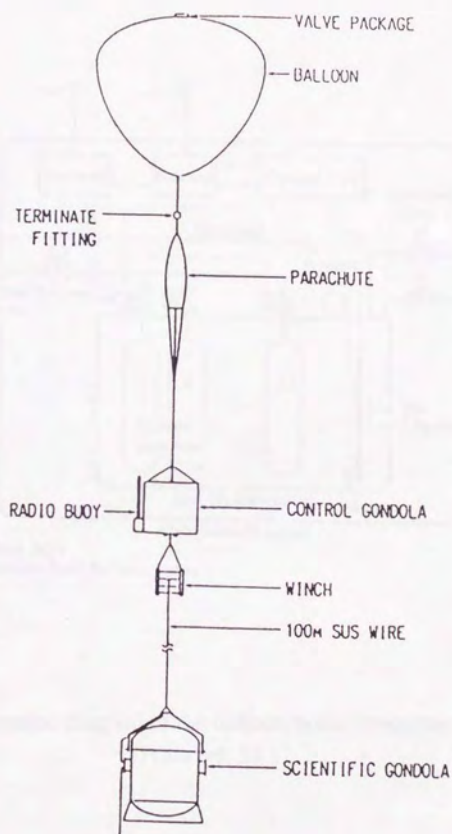 VALVE PACKAGE
BALLOON
TERMINATE
FITTING
PARACHUTE
RADIO BUOY
CONTROL GONDOLA
WINCH
100M SUS WIRE
SCIENTIFIC GONDOLA